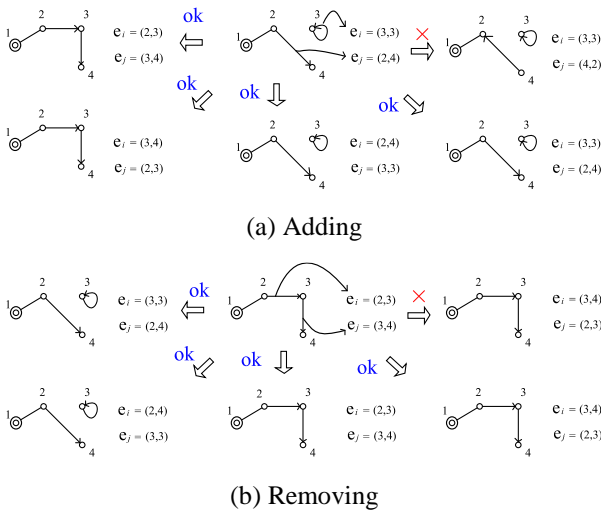 ok
1 2 3 4
e_i = (2,3)
e_j = (3,4)
1 2 3 4
e_i = (3,3)
e_j = (2,4)
×
1 2 3 4
e_i = (3,3)
e_j = (4,2)
ok ok ok
1 2 3 4
e_i = (3,4)
e_j = (2,3)
1 2 3 4
e_i = (2,4)
e_j = (3,3)
1 2 3 4
e_i = (3,3)
e_j = (2,4)
(a) Adding
1 2 3 4
e_i = (3,3)
e_j = (2,4)
ok
1 2 3 4
e_i = (2,3)
e_j = (3,4)
×
1 2 3 4
e_i = (3,4)
e_j = (2,3)
ok ok ok
1 2 3 4
e_i = (2,4)
e_j = (3,3)
1 2 3 4
e_i = (2,3)
e_j = (3,4)
1 2 3 4
e_i = (3,4)
e_j = (2,3)
(b) Removing